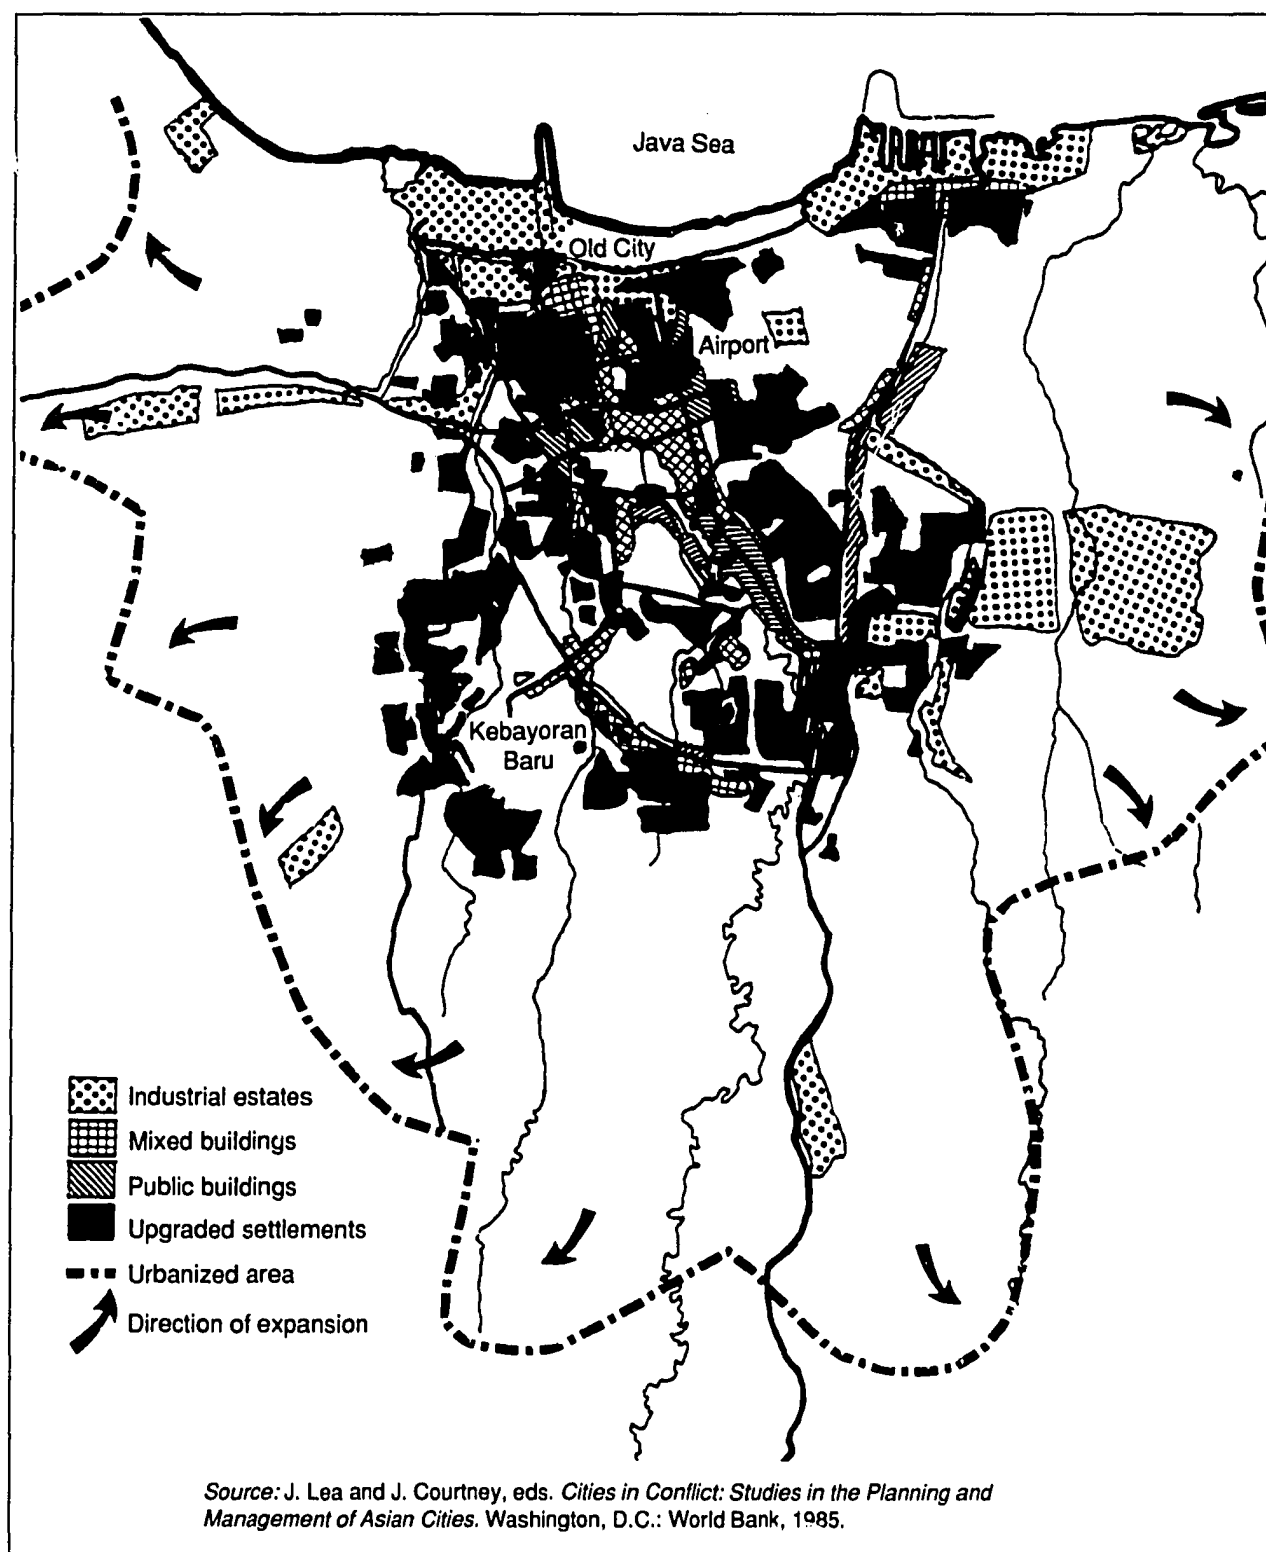 Java Sea
Old City
Airport
Kebayoran
Baru
Industrial estates
Mixed buildings
Public buildings
Upgraded settlements
Urbanized area
Direction of expansion
Source: J. Lea and J. Courtney, eds. Cities in Conflict: Studies in the Planning and
Management of Asian Cities. Washington, D.C.: World Bank, 1985.